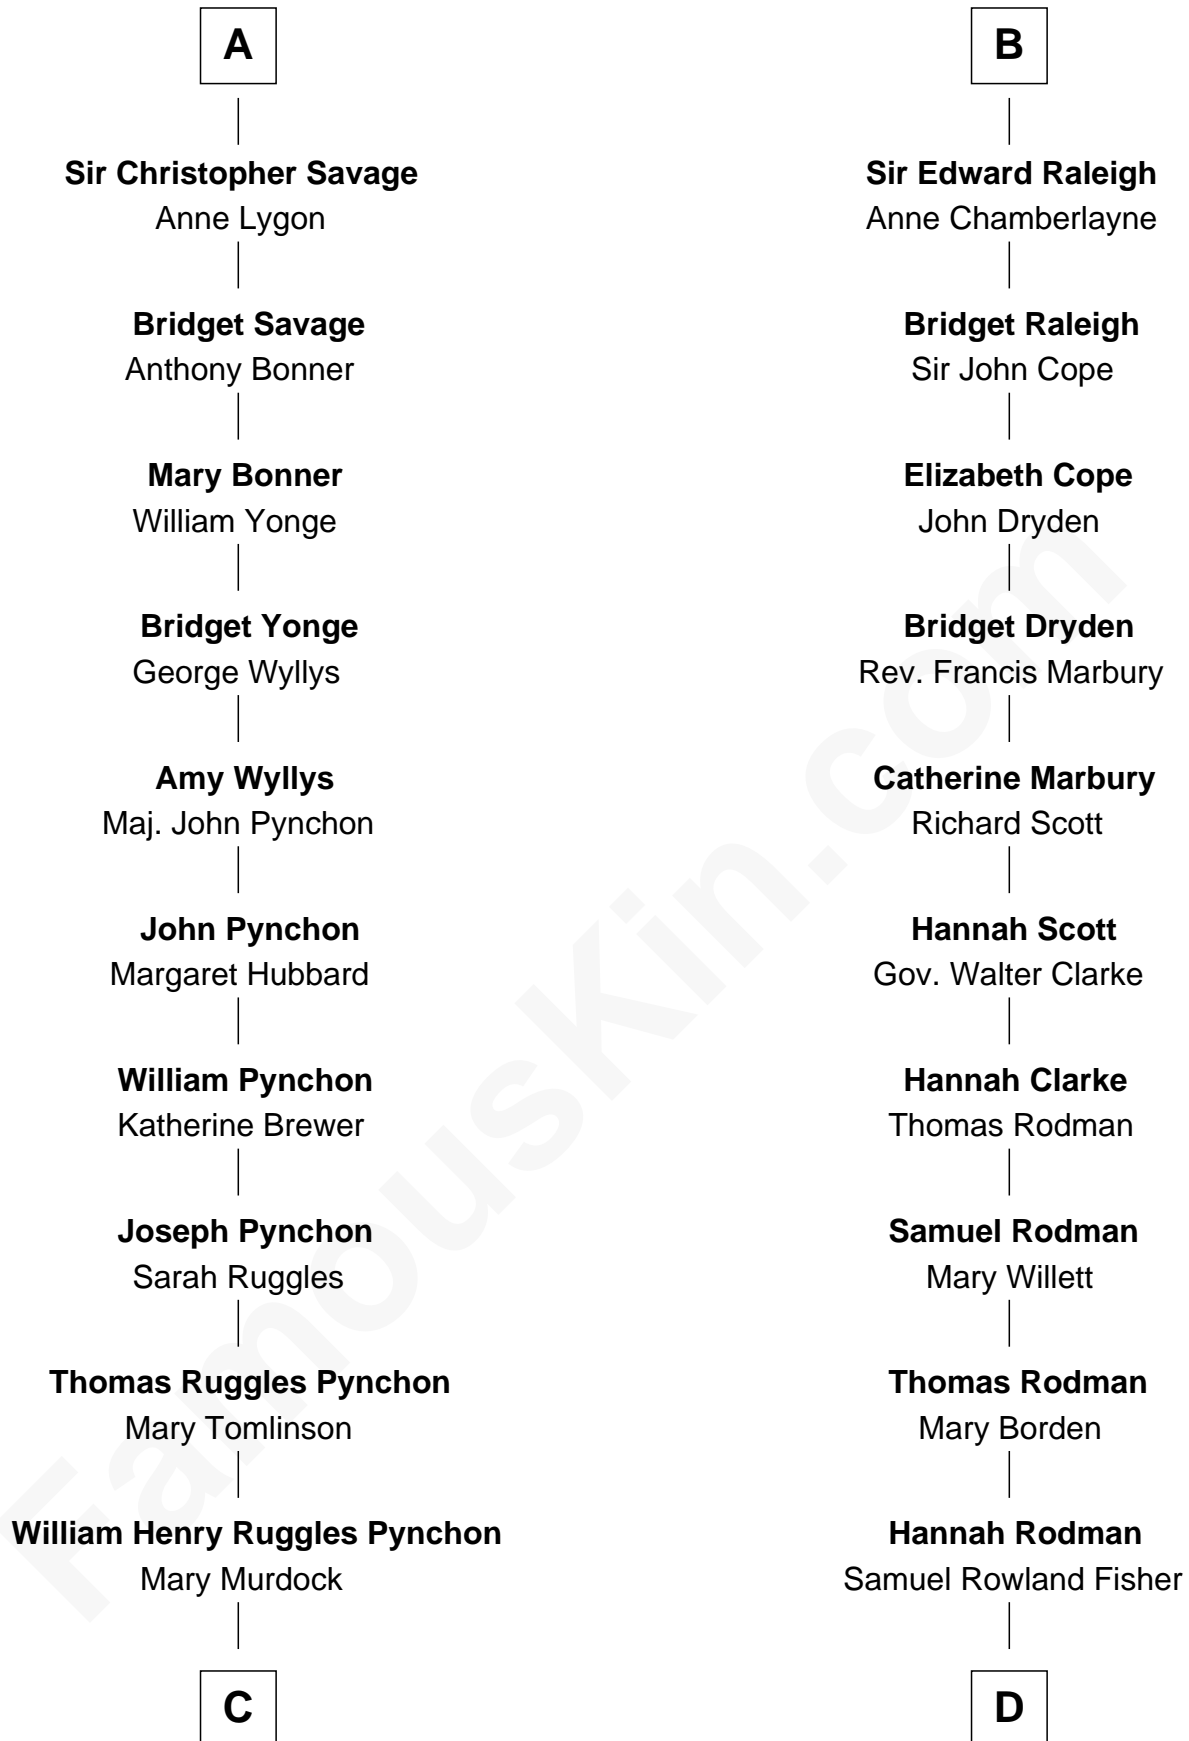 A
Sir Christopher Savage
Anne Lygon
Bridget Savage
Anthony Bonner
Mary Bonner
William Yonge
Bridget Yonge
George Wyllys
Amy Wyllys
Maj. John Pynchon
John Pynchon
Margaret Hubbard
William Pynchon
Katherine Brewer
Joseph Pynchon
Sarah Ruggles
Thomas Ruggles Pynchon
Mary Tomlinson
William Henry Ruggles Pynchon
Mary Murdock
C
B
Sir Edward Raleigh
Anne Chamberlayne
Bridget Raleigh
Sir John Cope
Elizabeth Cope
John Dryden
Bridget Dryden
Rev. Francis Marbury
Catherine Marbury
Richard Scott
Hannah Scott
Gov. Walter Clarke
Hannah Clarke
Thomas Rodman
Samuel Rodman
Mary Willett
Thomas Rodman
Mary Borden
Hannah Rodman
Samuel Rowland Fisher
D
FamousKin.com